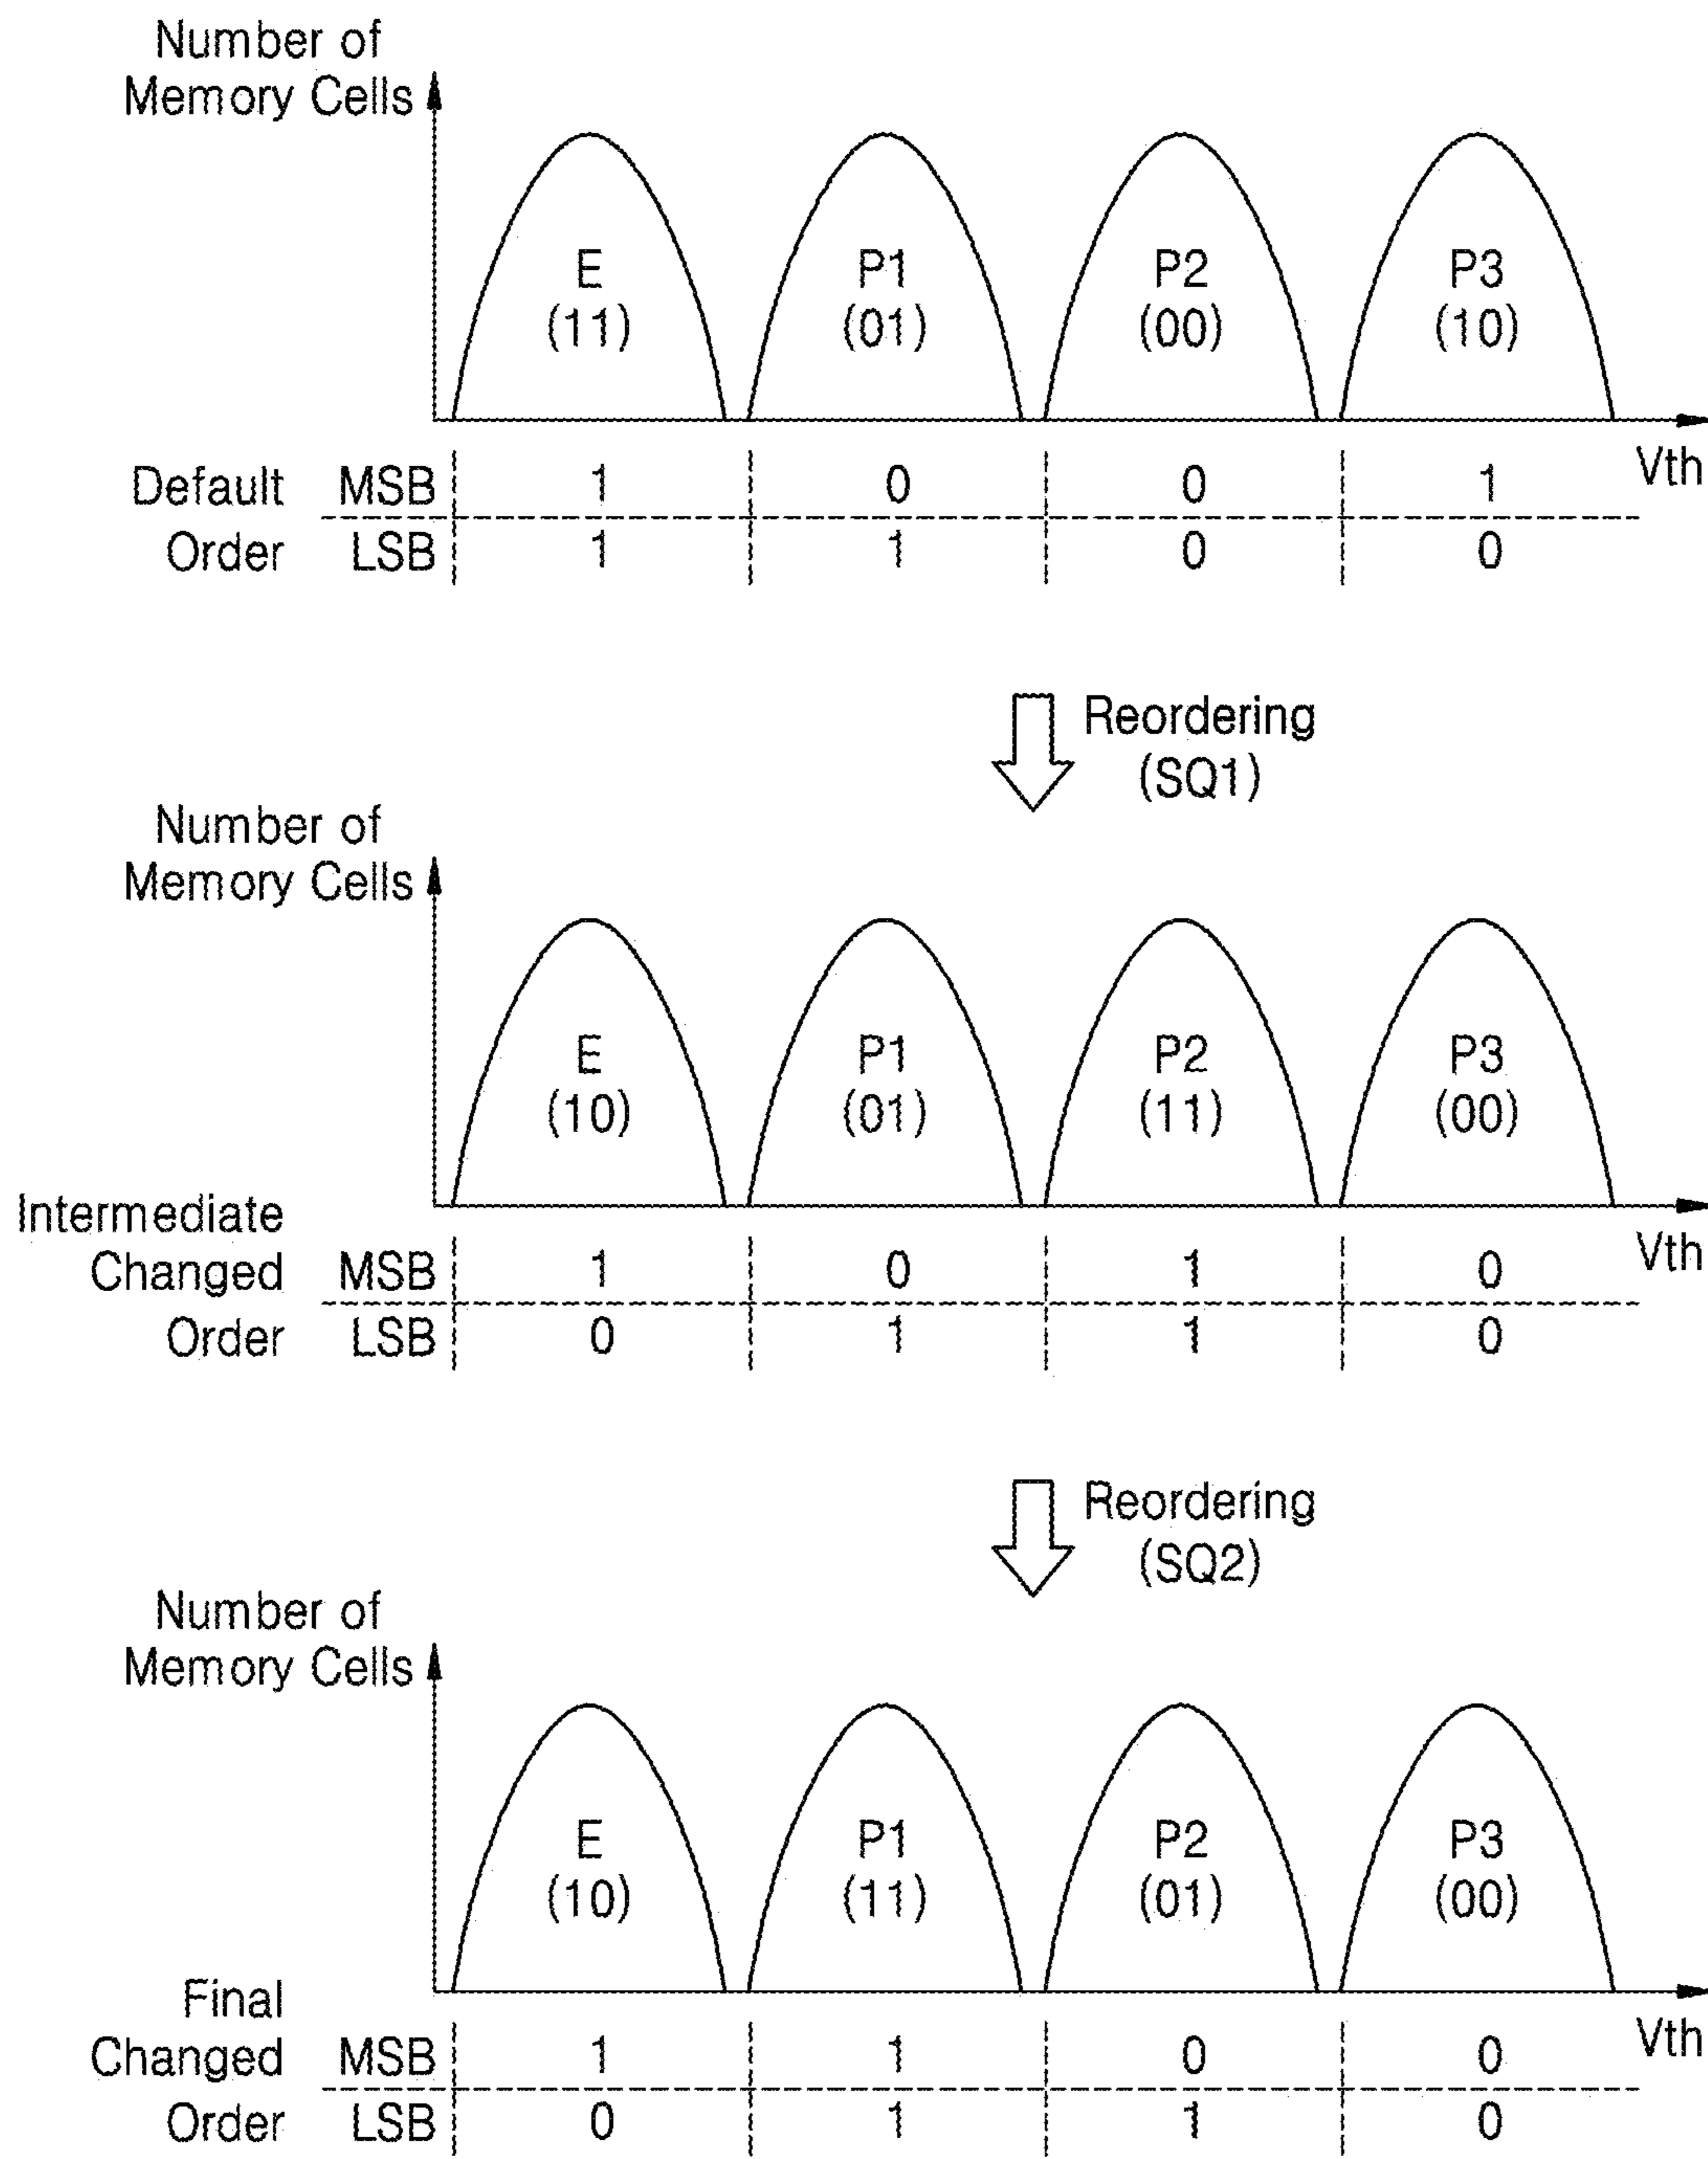 Number of
Memory Cells
E P1 P2 P3
(11) (01) (00) (10)
Vth
Default MSB 1 0 0 1
Order LSB 1 1 0 0
Reordering
(SQ1)
Number of
Memory Cells
E P1 P2 P3
(10) (01) (11) (00)
Intermediate
Vth
Changed MSB 1 0 1 0
Order LSB 0 1 1 0
Reordering
(SQ2)
Number of
Memory Cells
E P1 P2 P3
(10) (11) (01) (00)
Final
Vth
Changed MSB 1 1 0 0
Order LSB 0 1 1 0